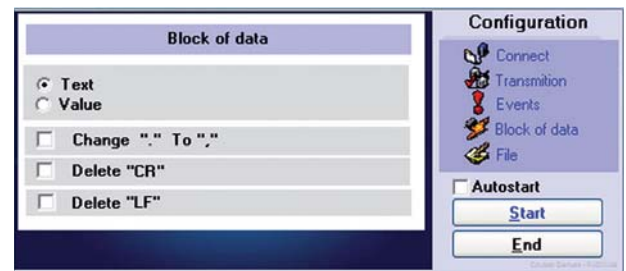 Block of data
Text
Value
Change "." To ","
Delete "CR"
Delete "LF"
Configuration
Connect
Transmition
Events
Block of data
File
Autostart
Start
End